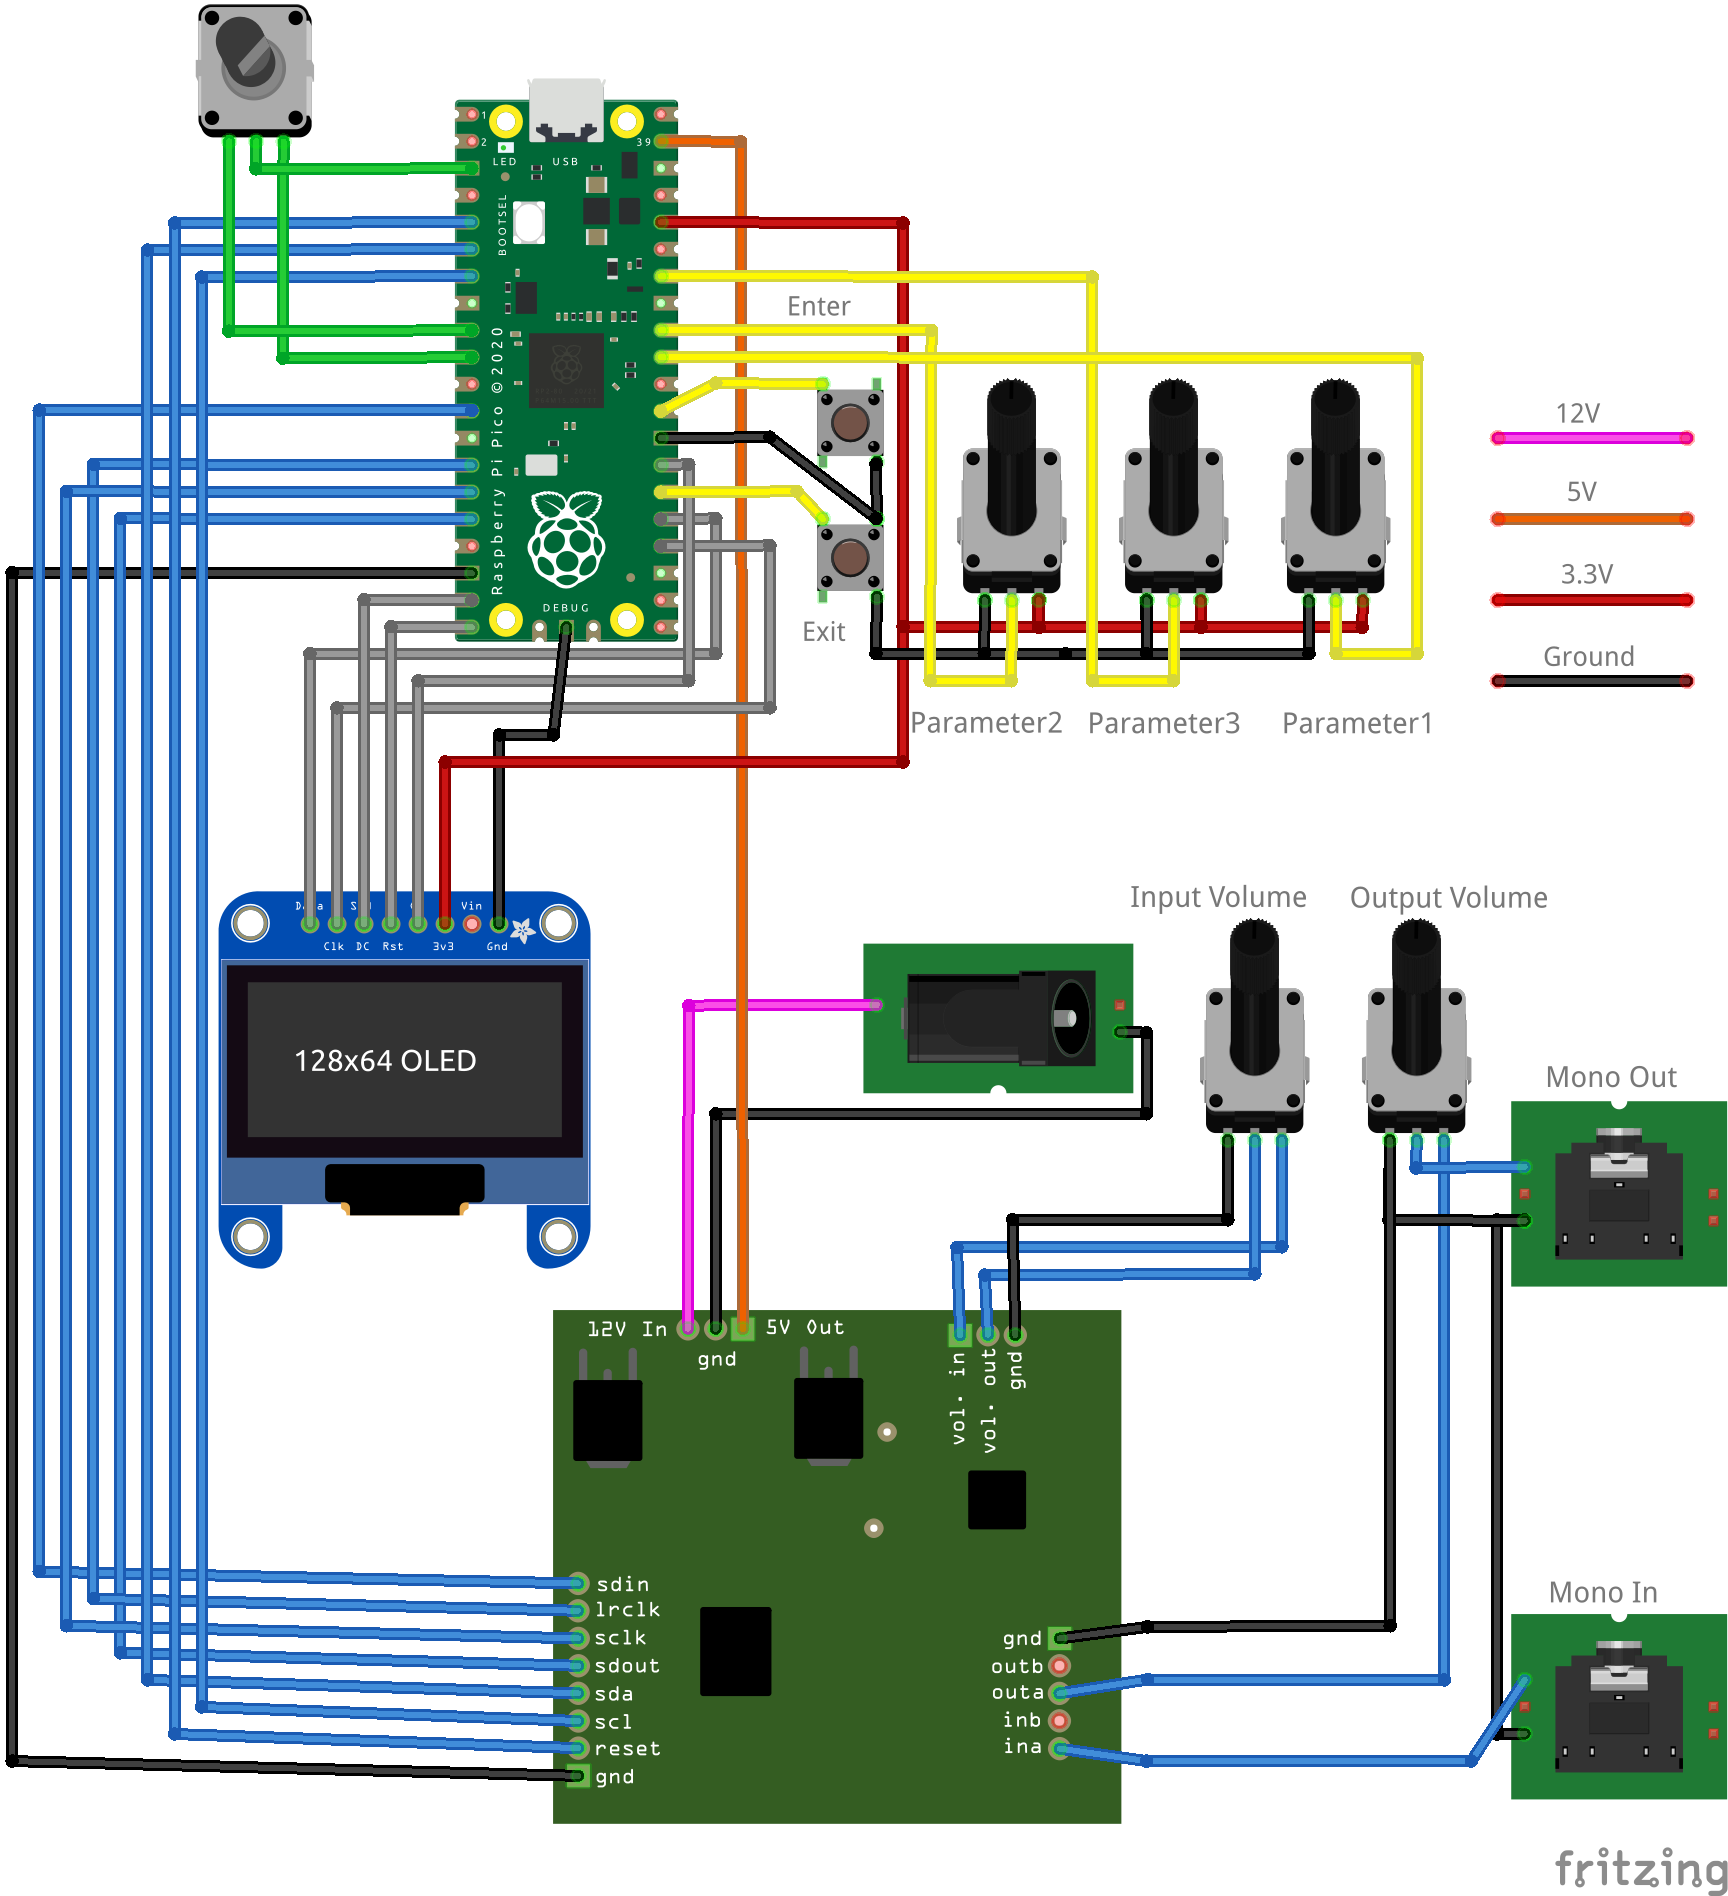 1
2
39
LED
USB
BOOTSEL
Raspberry Pi Pico ©2020
DEBUG
Enter
Exit
12V
5V
3.3V
Ground
Parameter2
Parameter3
Parameter1
Input Volume
Output Volume
Vin
Clk
DC
Rst
3v3
Gnd
128x64 OLED
Mono Out
12V In
5V Out
gnd
vol. in
vol. out
gnd
sdin
lrclk
sclk
sdout
sda
scl
reset
gnd
gnd
outb
outa
inb
ina
Mono In
fritzing